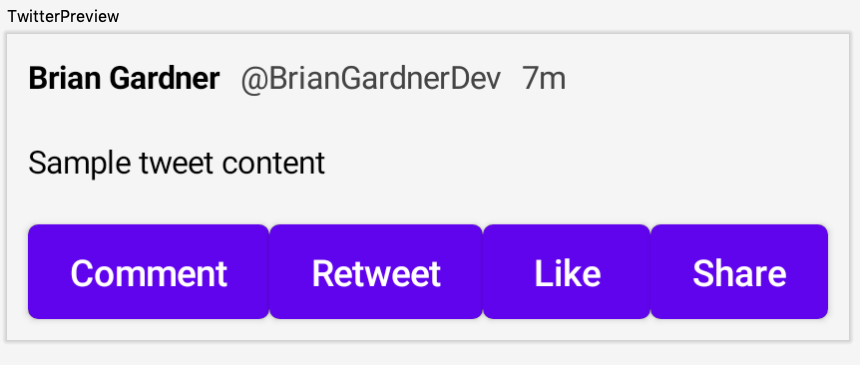 TwitterPreview
Brian Gardner @BrianGardnerDev 7m
Sample tweet content
Comment Retweet Like Share